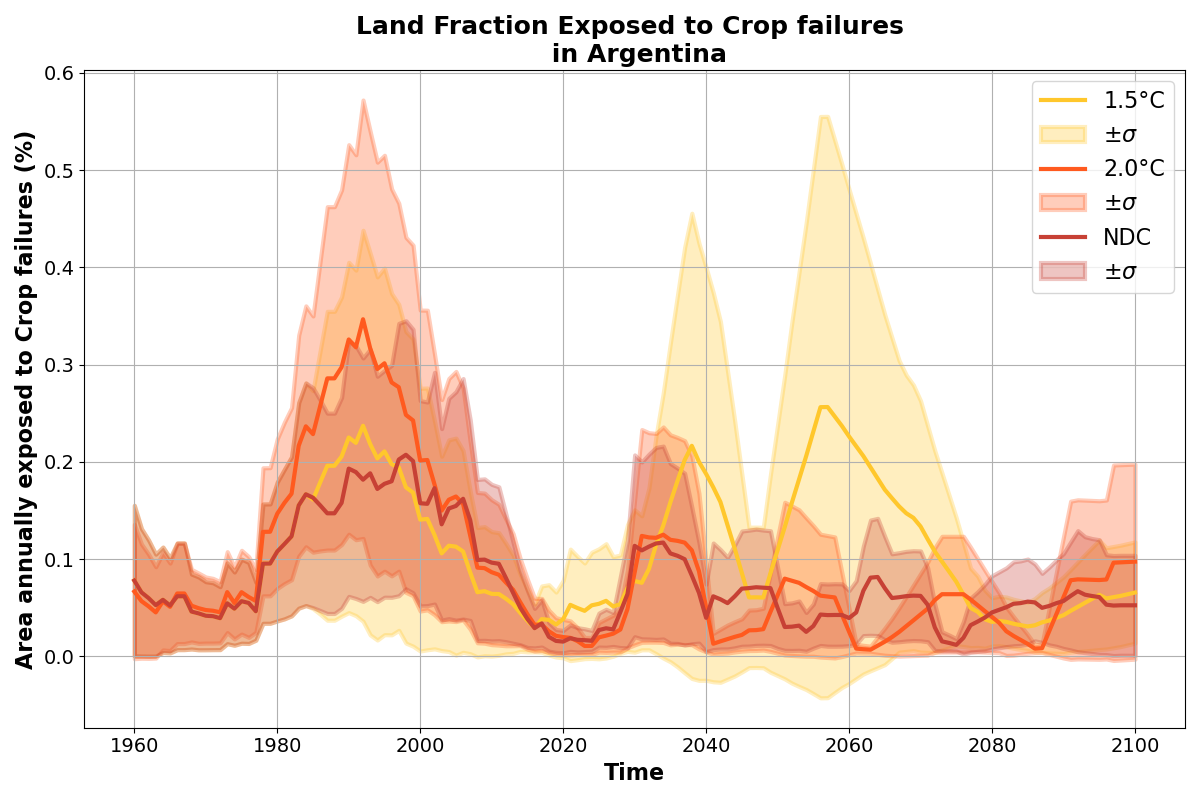 Land Fraction Exposed to Crop failures
in Argentina
Area annually exposed to Crop failures (%)
0.6
0.5
0.4
0.3
0.2
0.1
0.0
1.5°C
±σ
2.0°C
±σ
NDC
±σ
1960 1980 2000 2020 2040 2060 2080 2100
Time